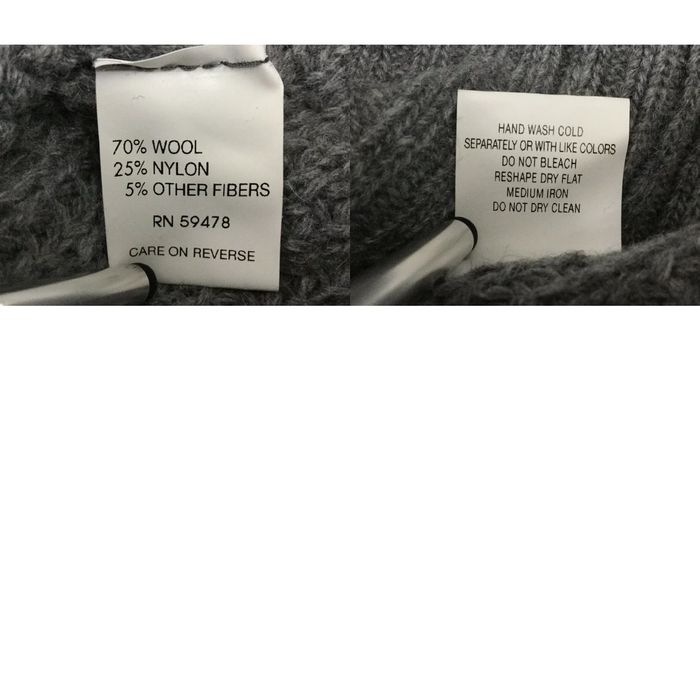 70% WOOL
25% NYLON
5% OTHER FIBERS
RN 59478
CARE ON REVERSE
HAND WASH COLD
SEPARATELY OR WITH LIKE COLORS
DO NOT BLEACH
RESHAPE DRY FLAT
MEDIUM IRON
DO NOT DRY CLEAN